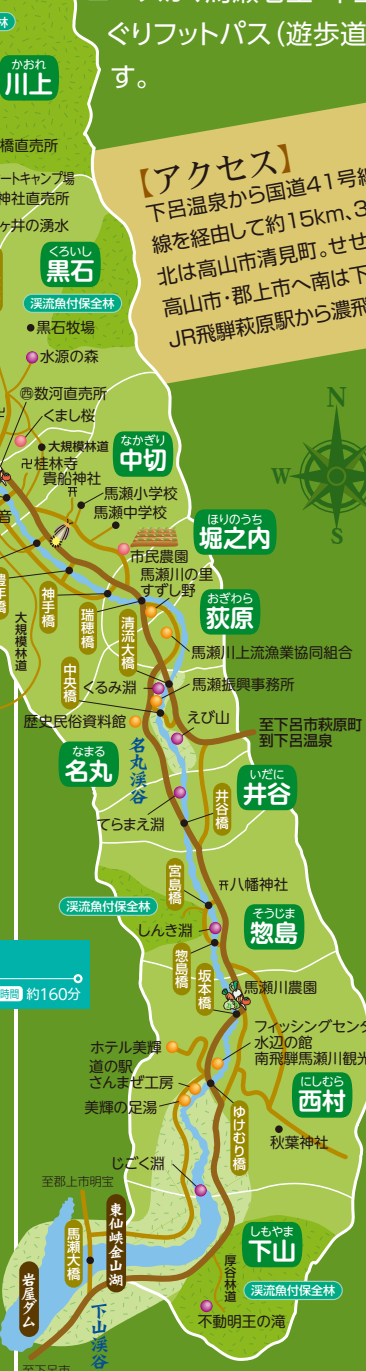 ぐりフットパス(遊歩道
す。
【アクセス】
下呂温泉から国道41号線
線を経由して約15km、3
北は高山市清見町。せせ
高山市・郡上市へ南は下
JR飛騨萩原駅から濃飛
かおれ
川上
橋直売所
ートキャンプ場
神社直売所
ヶ井の湧水
くろいし
黒石
渓流魚付保全林
黒石牧場
水源の森
㊄数河直売所
くまし桜
大規模林道
卍桂林寺
貴船神社
なかぎり
中切
馬瀬小学校
馬瀬中学校
音
市民農園
ほりのうち
堀之内
馬瀬川の里
すずし野
おぎわら
荻原
豊手橋
神手橋
瑞穂橋
清流大橋
大規模林道
馬瀬川上流漁業協同組合
中央橋
くるみ淵
馬瀬振興事務所
歴史民俗資料館
えび山
至下呂市萩原町
到下呂温泉
なまる
名丸
名丸渓谷
いだに
井谷
てらまえ淵
井谷橋
宮島橋
八幡神社
渓流魚付保全林
しんき淵
そうじま
惣島
惣島橋
坂本橋
馬瀬川農園
時間 約160分
フィッシングセンタ
水辺の館
南飛騨馬瀬川観光
ホテル美輝
道の駅
さんまぜ工房
美輝の足湯
にしむら
西村
ゆけむり橋
秋葉神社
じごく淵
至郡上市明宝
東仙峡金山湖
馬瀬大橋
しもやま
下山
岩屋ダム
下山渓谷
厚谷林道
渓流魚付保全林
不動明王の滝
至下呂市
N
W
S